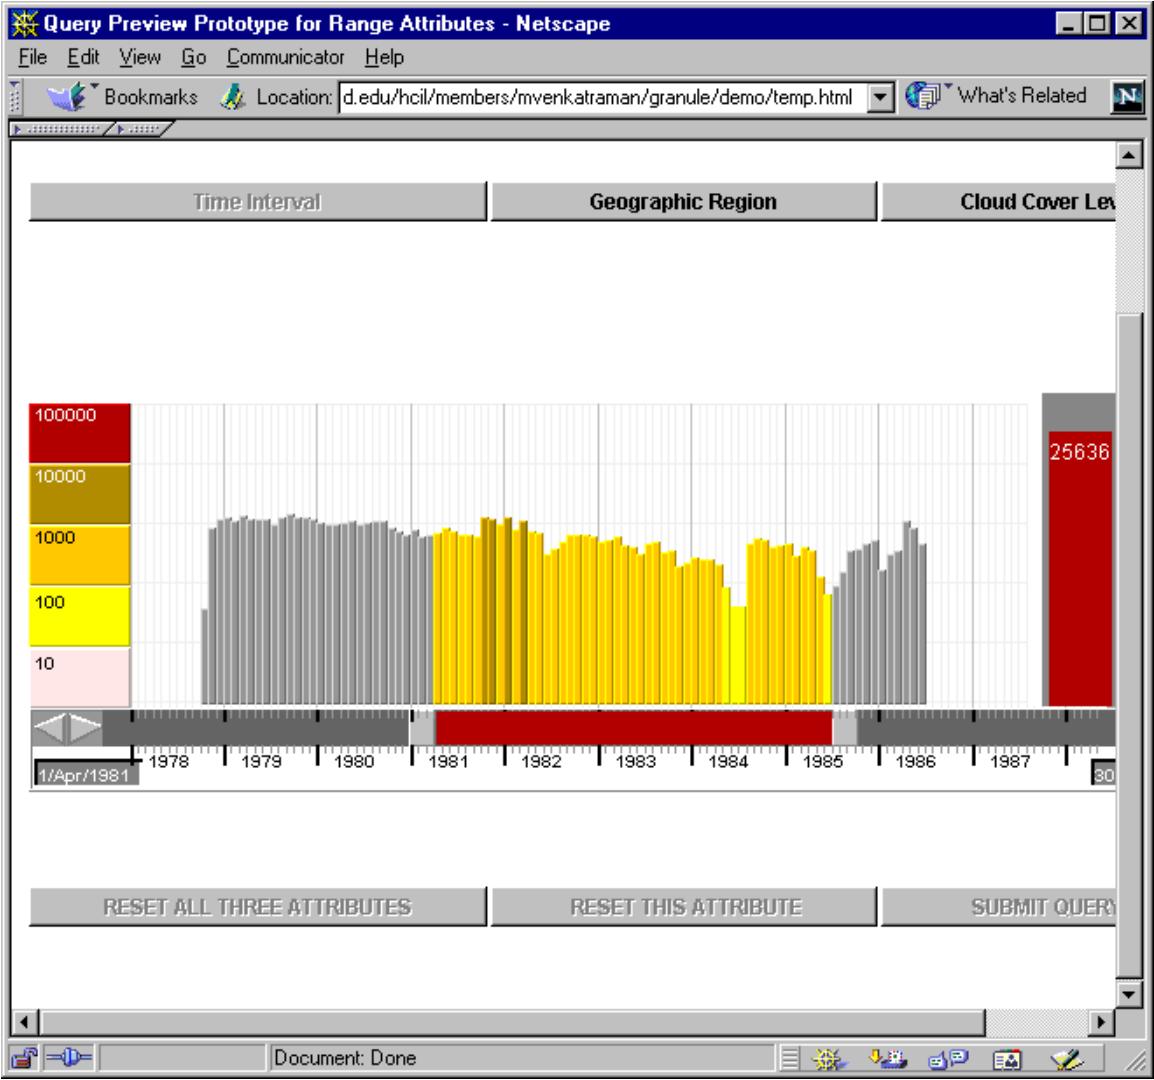 Query Preview Prototype for Range Attributes - Netscape
File Edit View Go Communicator Help
Bookmarks Location: d.edu/hcil/members/mvenkatraman/granule/demo/temp.html What's Related N
Time Interval Geographic Region Cloud Cover Lev
100000
25636
10000
1000
100
10
1978 1979 1980 1981 1982 1983 1984 1985 1986 1987
1/Apr/1981 30
RESET ALL THREE ATTRIBUTES RESET THIS ATTRIBUTE SUBMIT QUERY
Document: Done